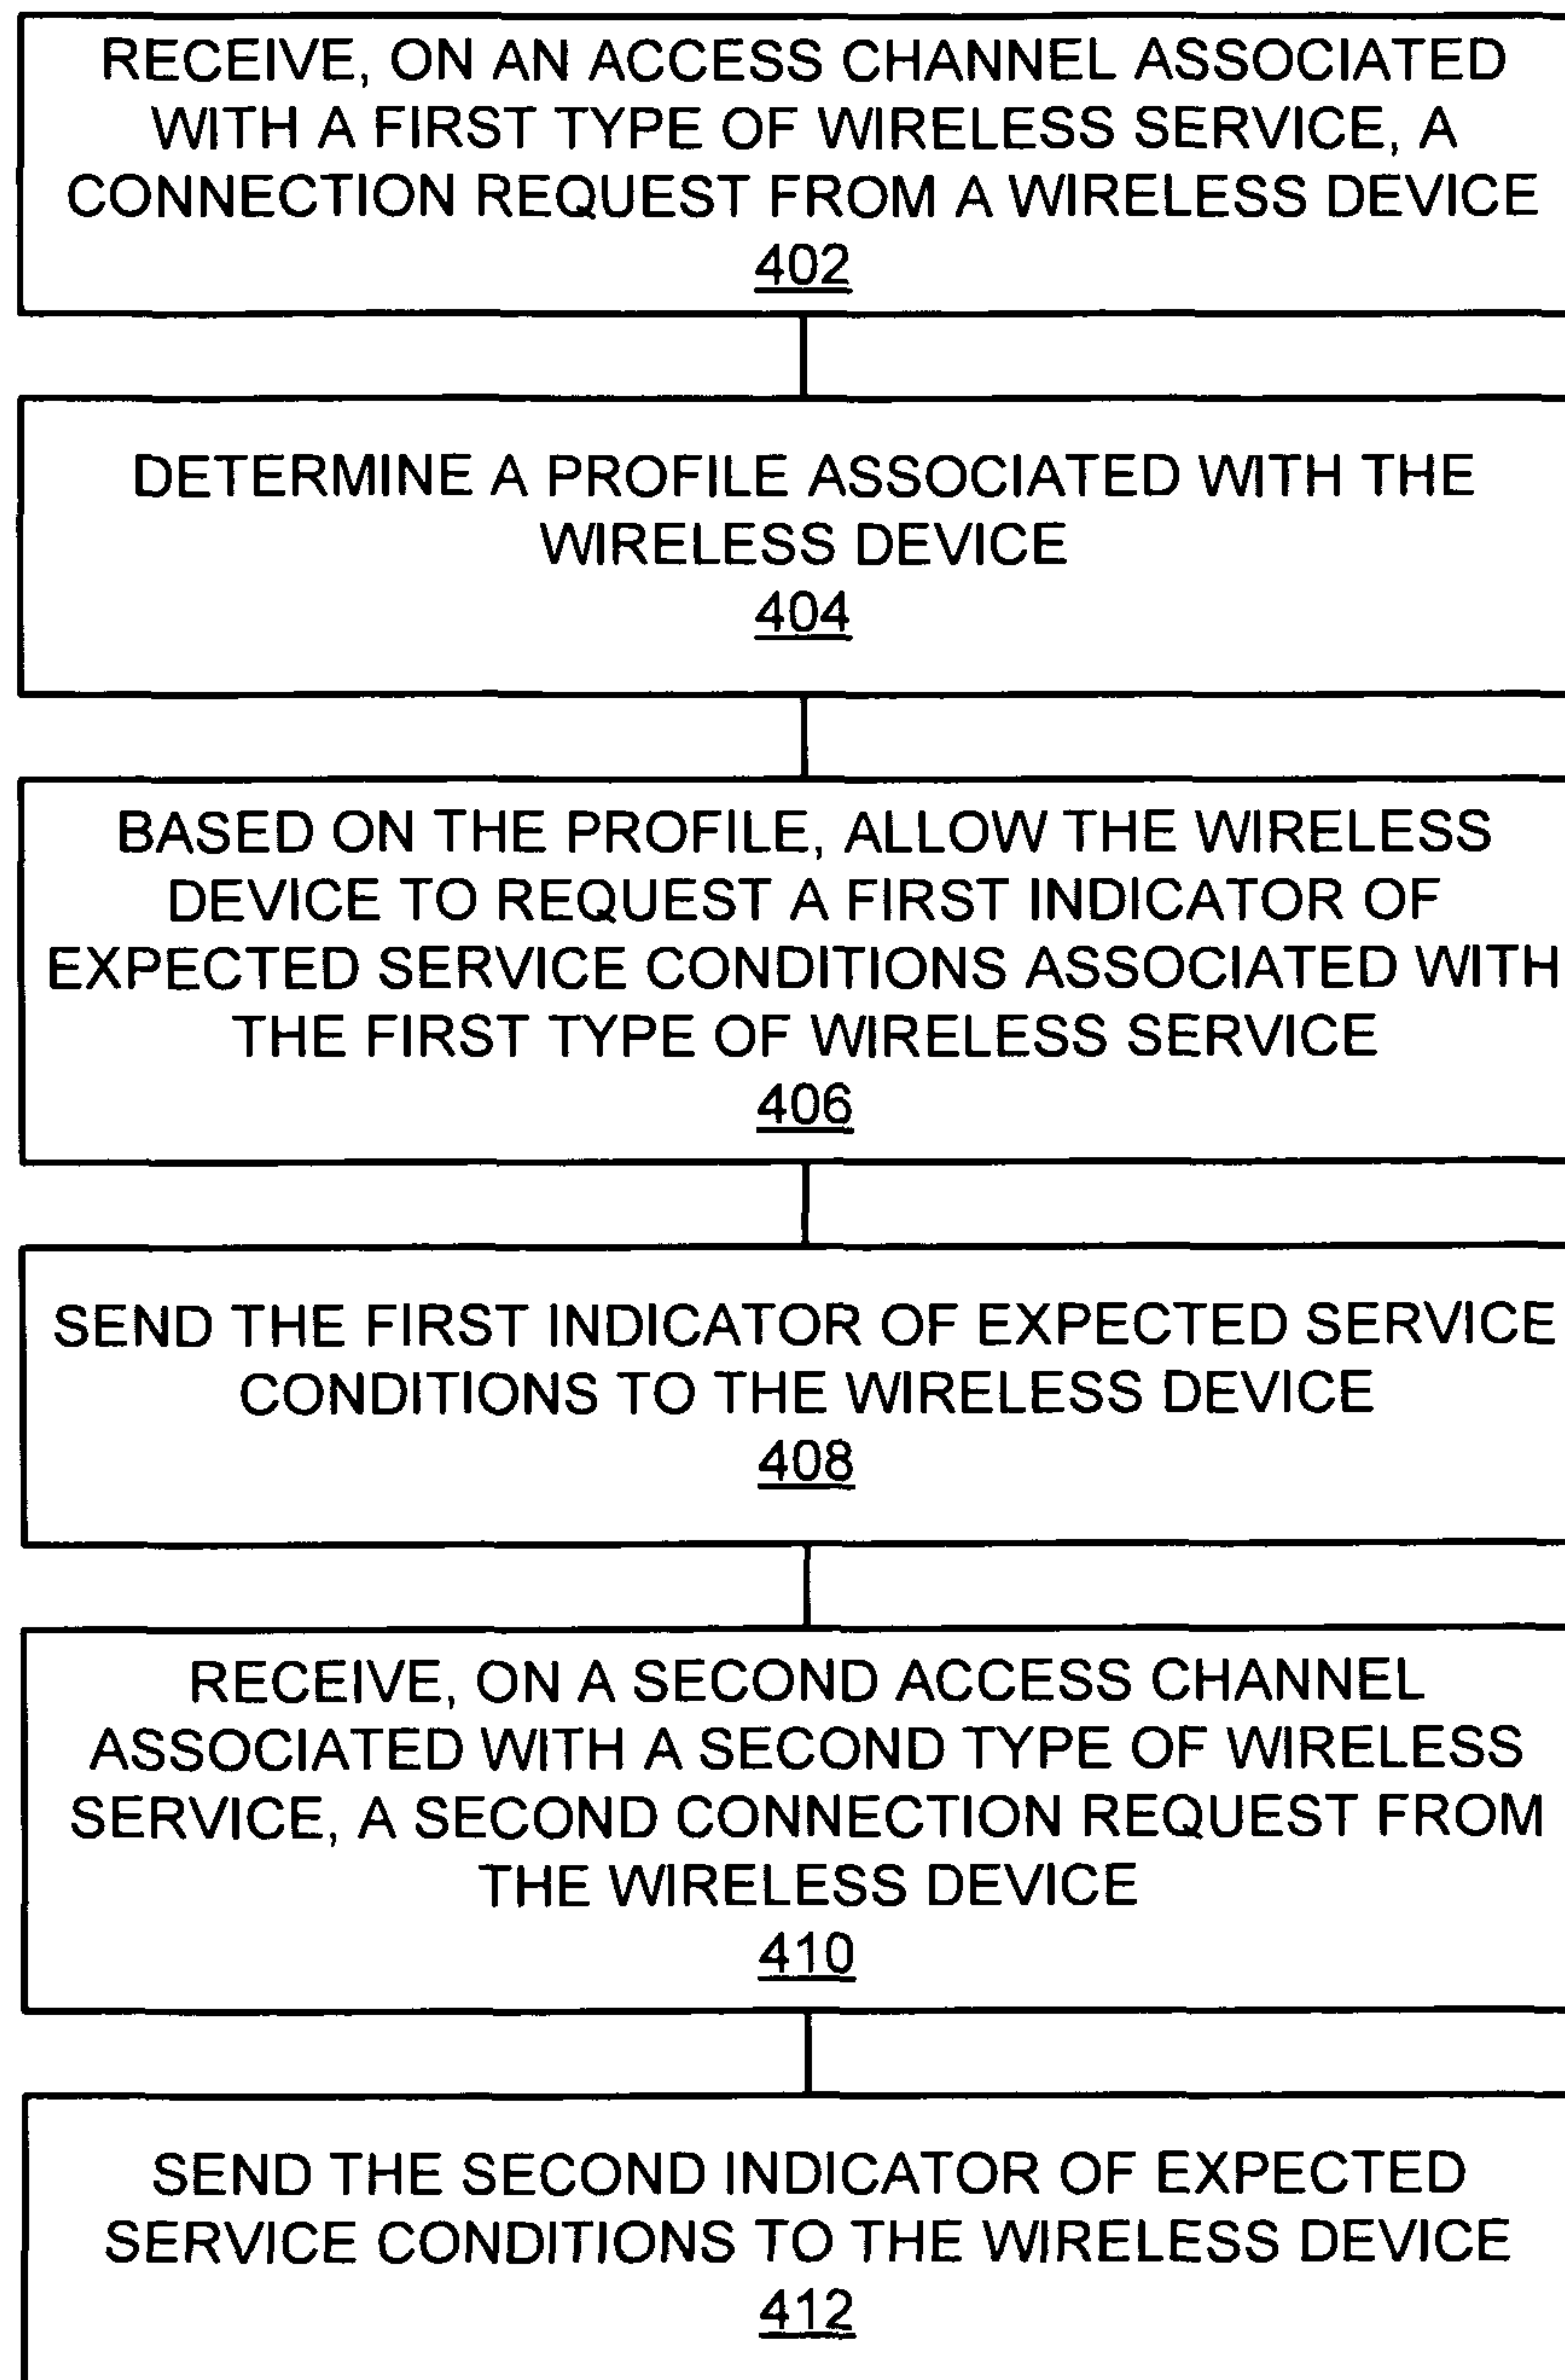 RECEIVE, ON AN ACCESS CHANNEL ASSOCIATED
WITH A FIRST TYPE OF WIRELESS SERVICE, A
CONNECTION REQUEST FROM A WIRELESS DEVICE
402
DETERMINE A PROFILE ASSOCIATED WITH THE
WIRELESS DEVICE
404
BASED ON THE PROFILE, ALLOW THE WIRELESS
DEVICE TO REQUEST A FIRST INDICATOR OF
EXPECTED SERVICE CONDITIONS ASSOCIATED WITH
THE FIRST TYPE OF WIRELESS SERVICE
406
SEND THE FIRST INDICATOR OF EXPECTED SERVICE
CONDITIONS TO THE WIRELESS DEVICE
408
RECEIVE, ON A SECOND ACCESS CHANNEL
ASSOCIATED WITH A SECOND TYPE OF WIRELESS
SERVICE, A SECOND CONNECTION REQUEST FROM
THE WIRELESS DEVICE
410
SEND THE SECOND INDICATOR OF EXPECTED
SERVICE CONDITIONS TO THE WIRELESS DEVICE
412